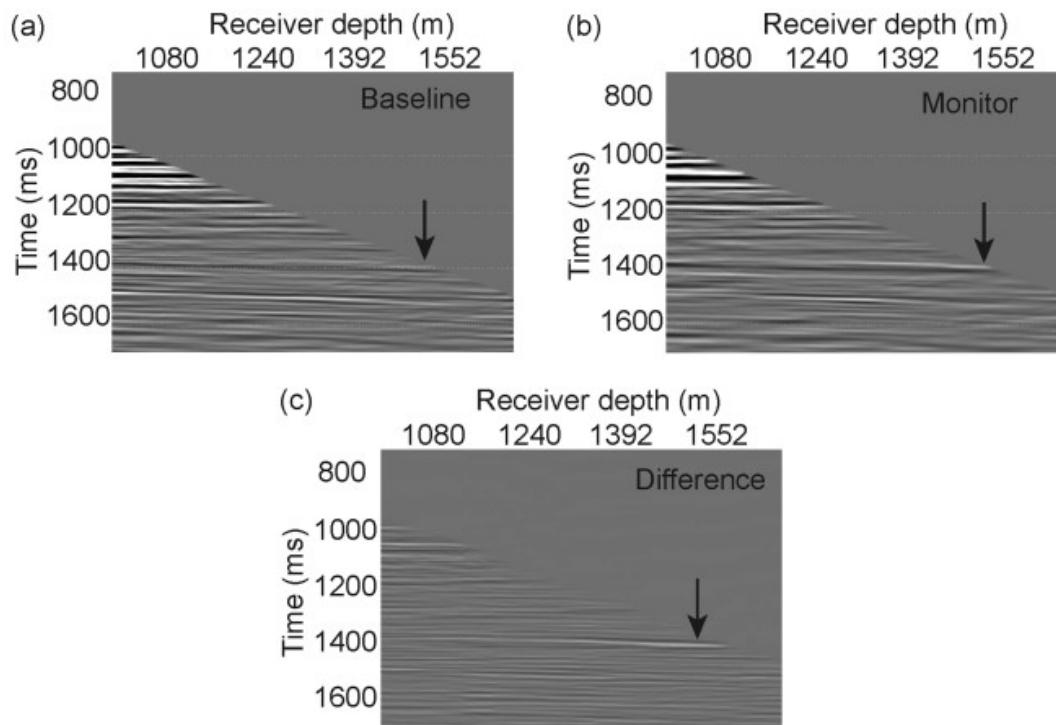 (a)
Receiver depth (m)
1080 1240 1392 1552
Baseline
Time (ms)
800
1000
1200
1400
1600
(b)
Receiver depth (m)
1080 1240 1392 1552
Monitor
Time (ms)
800
1000
1200
1400
1600
(c)
Receiver depth (m)
1080 1240 1392 1552
Difference
Time (ms)
800
1000
1200
1400
1600